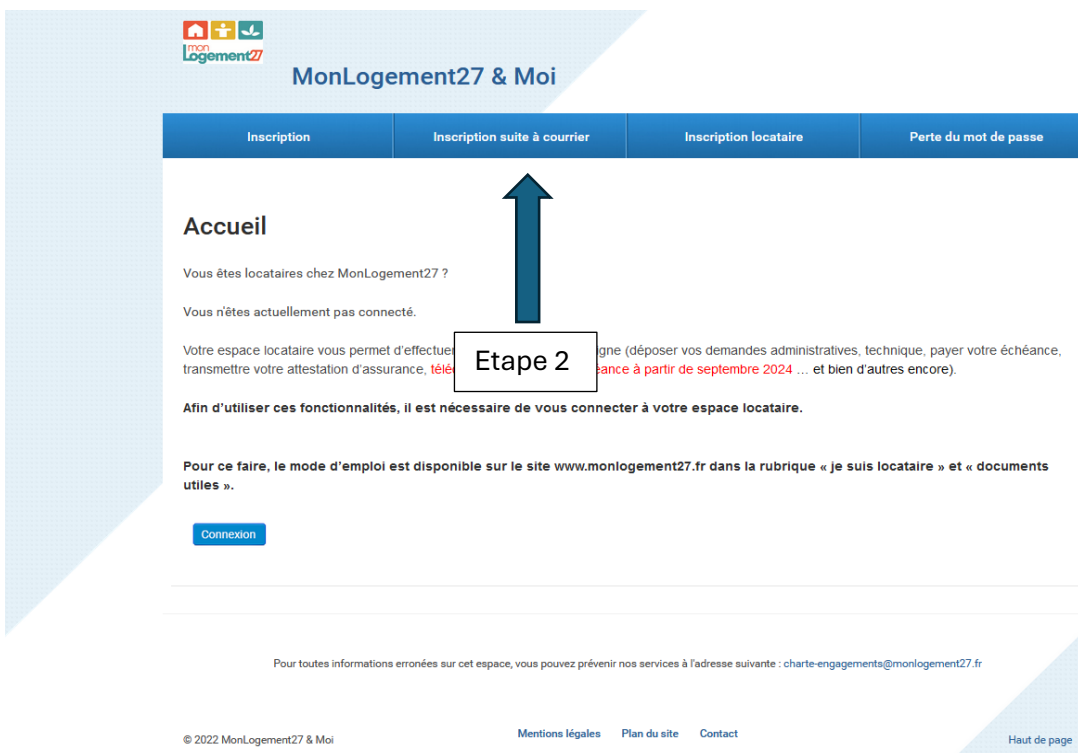 mon
Logement27
MonLogement27 & Moi
Inscription
Inscription suite à courrier
Inscription locataire
Perte du mot de passe
Accueil
Vous êtes locataires chez MonLogement27 ?
Vous n'êtes actuellement pas connecté.
Votre espace locataire vous permet d'effectuer igne (déposer vos demandes administratives, technique, payer votre échéance,
transmettre votre attestation d'assurance, téléc éance à partir de septembre 2024 … et bien d'autres encore).
Etape 2
Afin d'utiliser ces fonctionnalités, il est nécessaire de vous connecter à votre espace locataire.
Pour ce faire, le mode d'emploi est disponible sur le site www.monlogement27.fr dans la rubrique « je suis locataire » et « documents
utiles ».
Connexion
Pour toutes informations erronées sur cet espace, vous pouvez prévenir nos services à l'adresse suivante : charte-engagements@monlogement27.fr
© 2022 MonLogement27 & Moi
Mentions légales Plan du site Contact
Haut de page